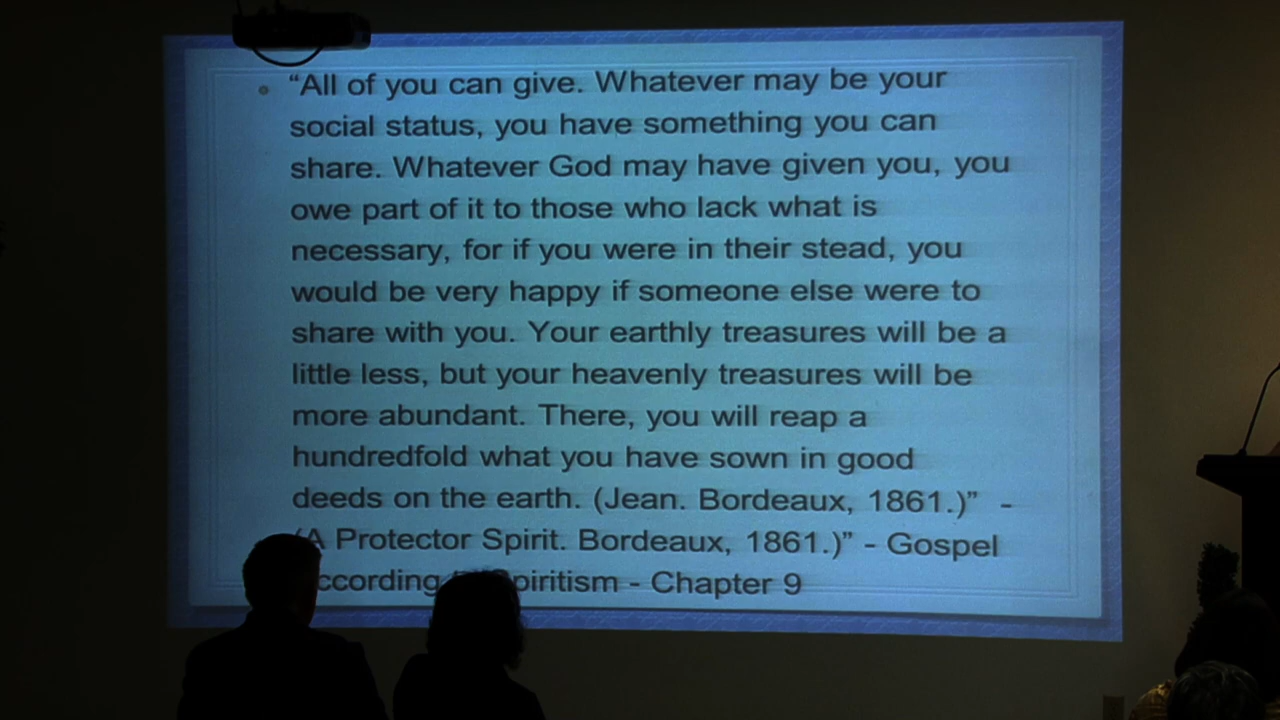 • “All of you can give. Whatever may be your
social status, you have something you can
share. Whatever God may have given you, you
owe part of it to those who lack what is
necessary, for if you were in their stead, you
would be very happy if someone else were to
share with you. Your earthly treasures will be a
little less, but your heavenly treasures will be
more abundant. There, you will reap a
hundredfold what you have sown in good
deeds on the earth. (Jean. Bordeaux, 1861.)” -
(A Protector Spirit. Bordeaux, 1861.)” - Gospel
ccording piritism - Chapter 9